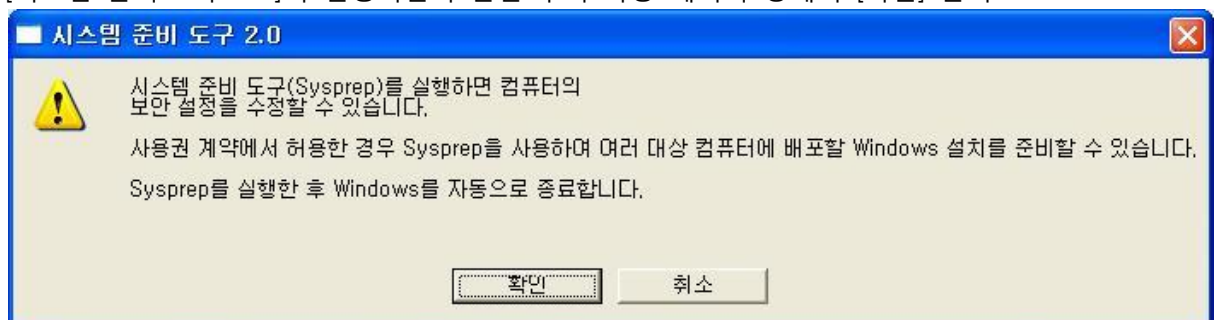 시스템 준비 도구 2.0
시스템 준비 도구(Sysprep)를 실행하면 컴퓨터의
보안 설정을 수정할 수 있습니다.
사용권 계약에서 허용한 경우 Sysprep을 사용하여 여러 대상 컴퓨터에 배포할 Windows 설치를 준비할 수 있습니다.
Sysprep를 실행한 후 Windows를 자동으로 종료합니다.
확인 취소